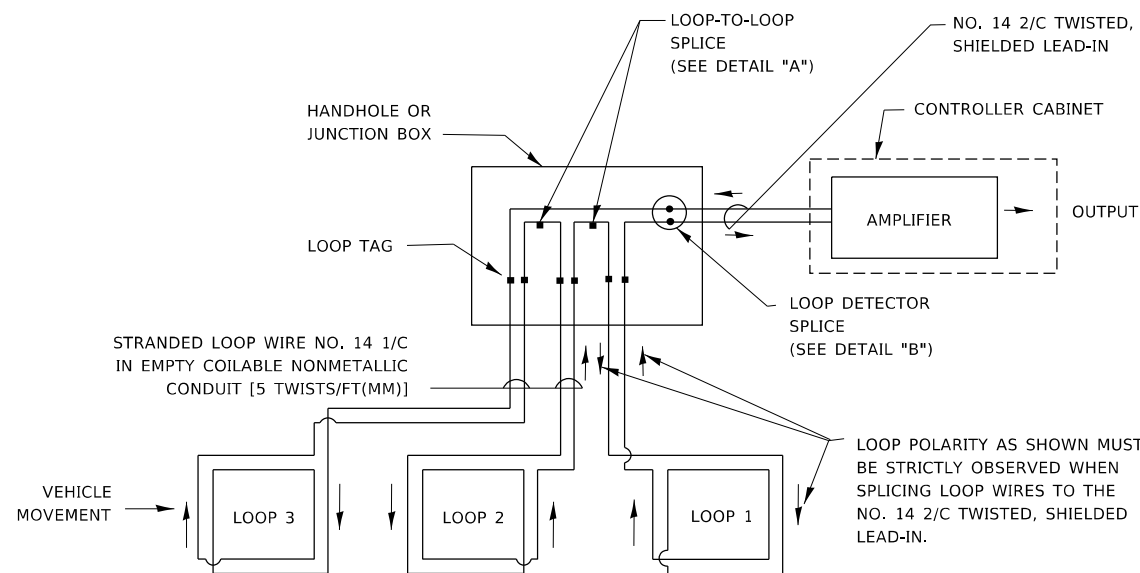 LOOP-TO-LOOP
SPLICE
(SEE DETAIL "A")
NO. 14 2/C TWISTED,
SHIELDED LEAD-IN
HANDHOLE OR
JUNCTION BOX
CONTROLLER CABINET
AMPLIFIER
OUTPUT
LOOP TAG
LOOP DETECTOR
SPLICE
(SEE DETAIL "B")
STRANDED LOOP WIRE NO. 14 1/C
IN EMPTY COILABLE NONMETALLIC
CONDUIT [5 TWISTS/FT(MM)]
LOOP POLARITY AS SHOWN MUST
BE STRICTLY OBSERVED WHEN
SPLICING LOOP WIRES TO THE
NO. 14 2/C TWISTED, SHIELDED
LEAD-IN.
VEHICLE
MOVEMENT
LOOP 3
LOOP 2
LOOP 1